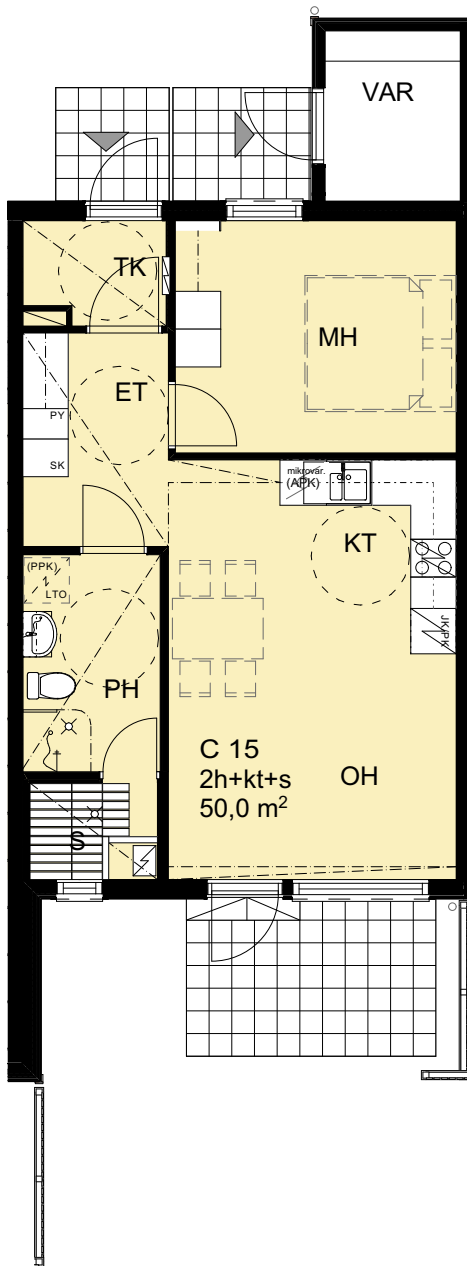 VAR
TK
MH
ET
PY
SK
mikrovar.
(APK)
KT
JK/PK
(PPK)
LTO
PH
C 15
2h+kt+s
50,0 m²
OH
S